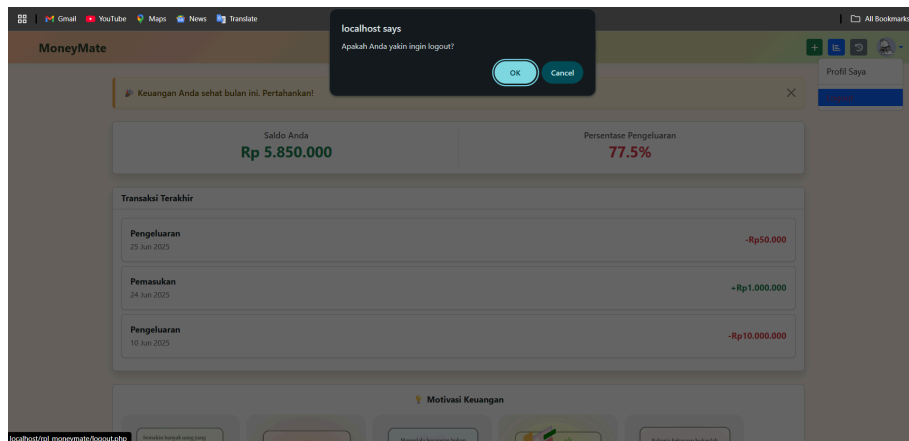 Gmail YouTube Maps News Translate All Bookmarks
localhost says
Apakah Anda yakin ingin logout?
OK Cancel
MoneyMate
Profil Saya
Keuangan Anda sehat bulan ini. Pertahankan!
Saldo Anda
Rp 5.850.000
Persentase Pengeluaran
77.5%
Transaksi Terakhir
Pengeluaran
25 Jun 2025
-Rp50.000
Pemasukan
24 Jun 2025
+Rp1.000.000
Pengeluaran
10 Jun 2025
-Rp10.000.000
Motivasi Keuangan
localhost/rpl_moneymate/logout.php